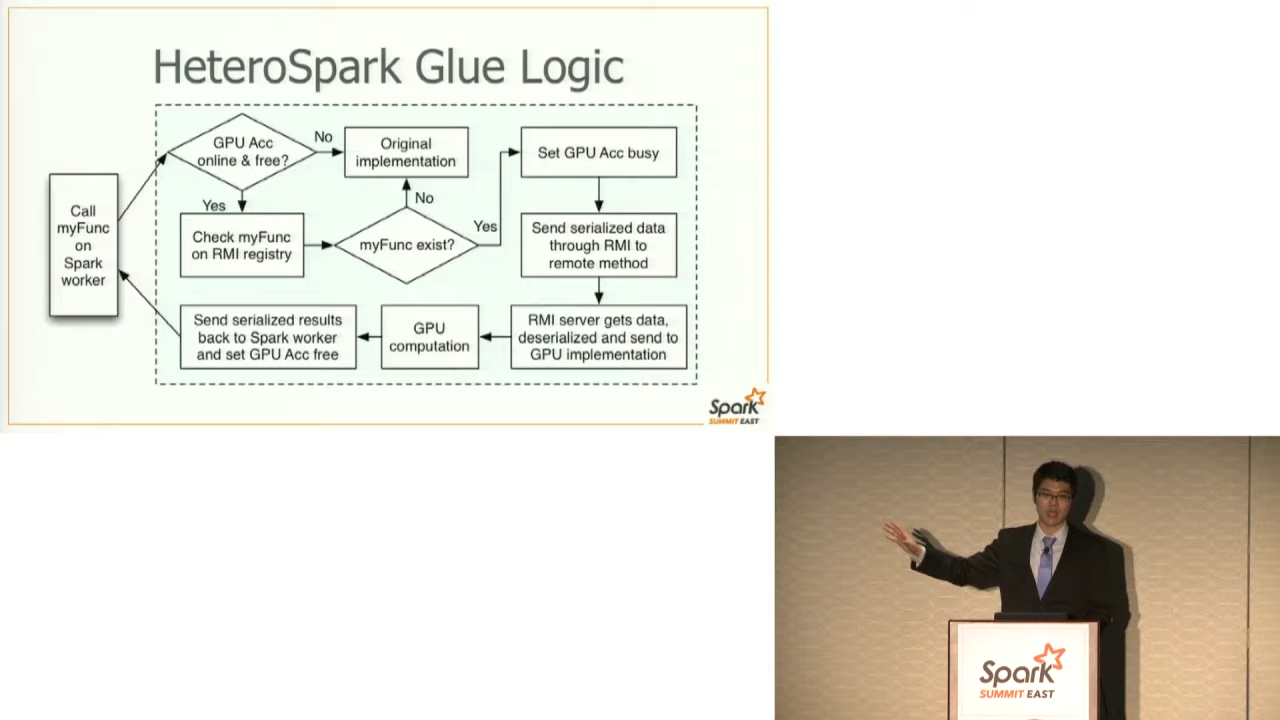 HeteroSpark Glue Logic
Call
myFunc
on
Spark
worker
GPU Acc
online & free?
No
Original
implementation
Set GPU Acc busy
Yes
No
Check myFunc
on RMI registry
myFunc exist?
Yes
Send serialized data
through RMI to
remote method
Send serialized results
back to Spark worker
and set GPU Acc free
GPU
computation
RMI server gets data,
deserialized and send to
GPU implementation
Spark
SUMMIT EAST
Spark
SUMMIT EAST